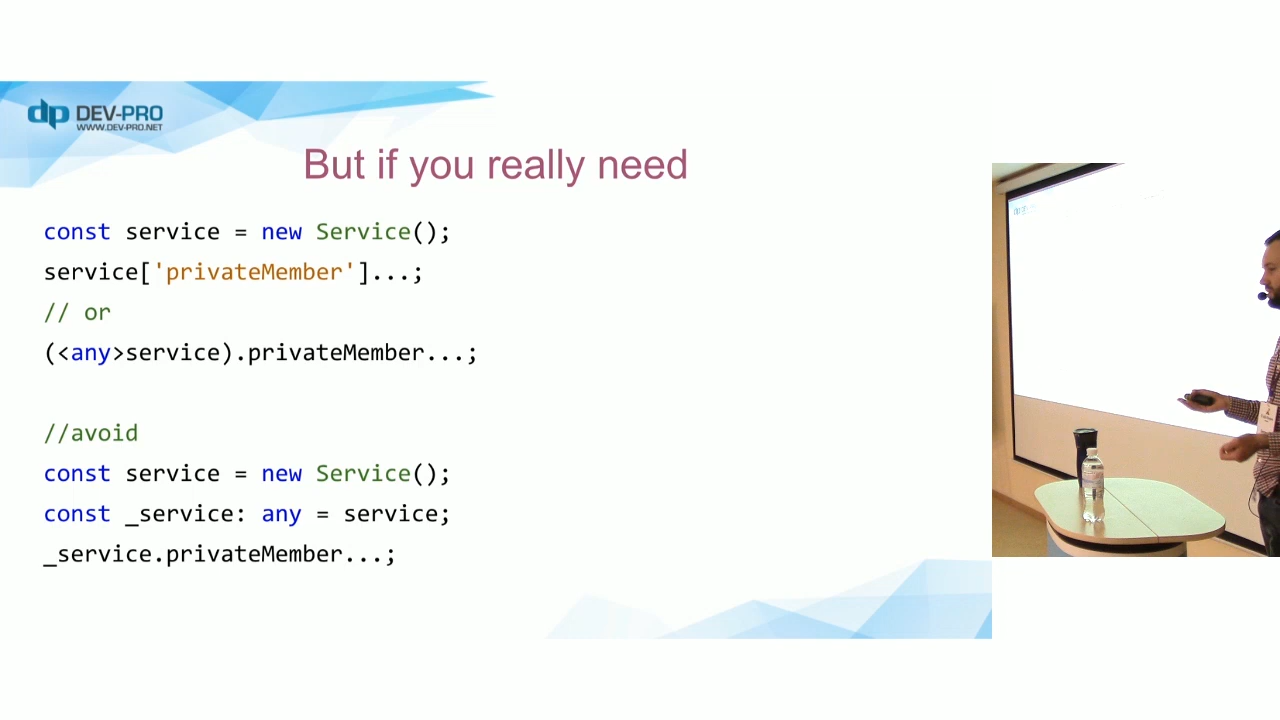 DEV-PRO
WWW.DEV-PRO.NET
But if you really need
const service = new Service();
service['privateMember']...;
// or
(<any>service).privateMember...;
//avoid
const service = new Service();
const _service: any = service;
_service.privateMember...;